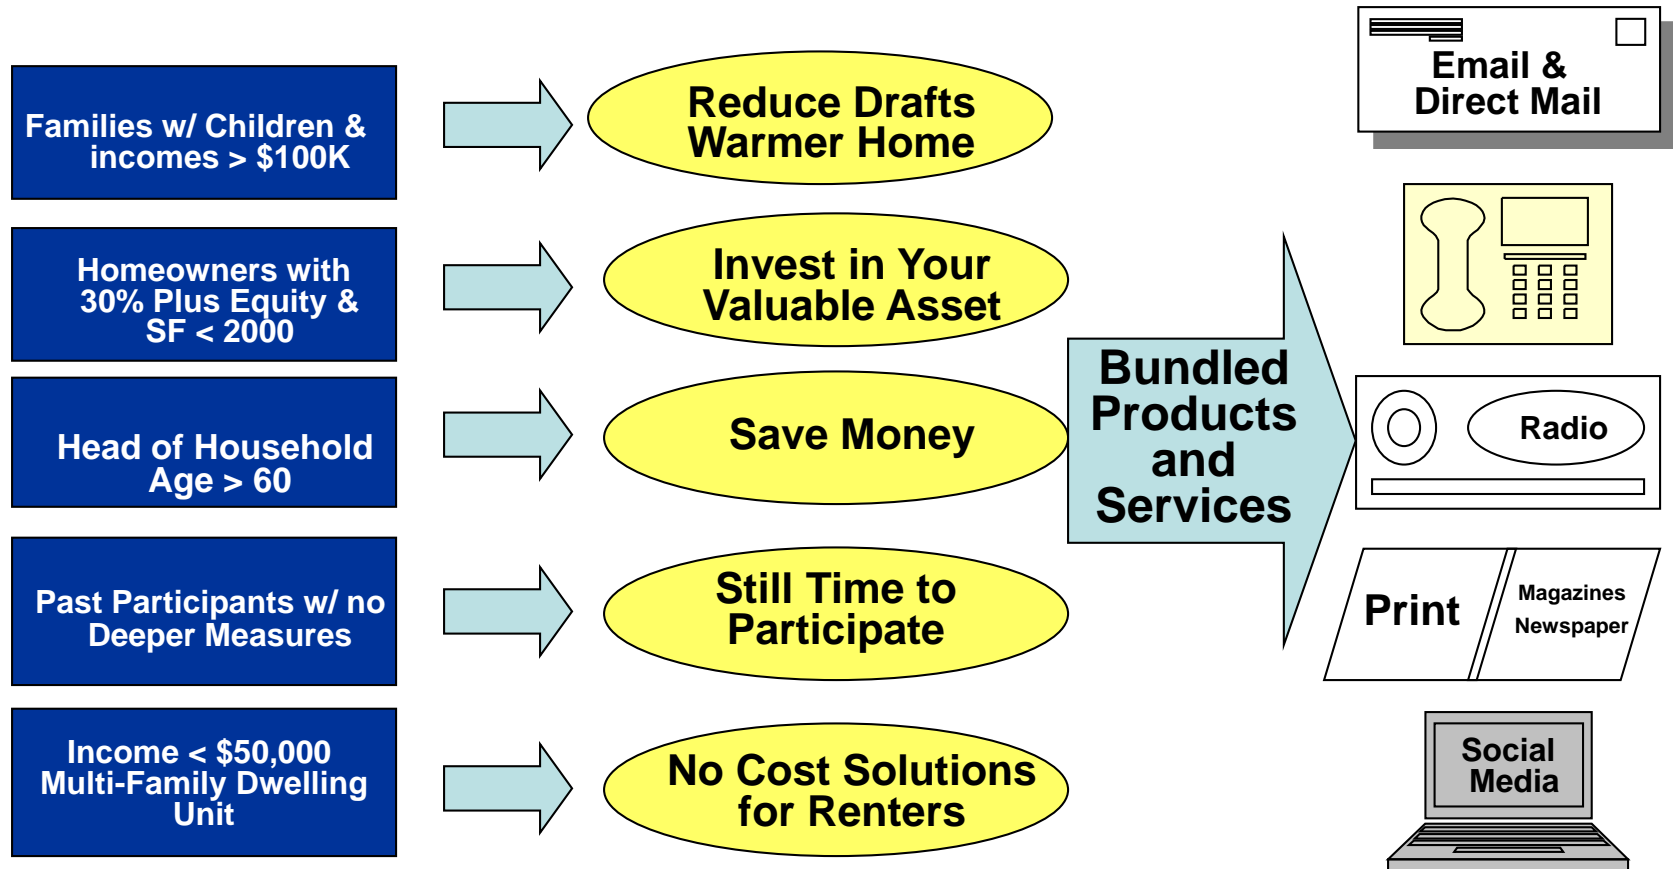 Families w/ Children &
incomes > $100K
Reduce Drafts
Warmer Home
Homeowners with
30% Plus Equity &
SF < 2000
Invest in Your
Valuable Asset
Head of Household
Age > 60
Save Money
Past Participants w/ no
Deeper Measures
Still Time to
Participate
Income < $50,000
Multi-Family Dwelling
Unit
No Cost Solutions
for Renters
Bundled
Products
and
Services
Email &
Direct Mail
Radio
Print
Magazines
Newspaper
Social
Media